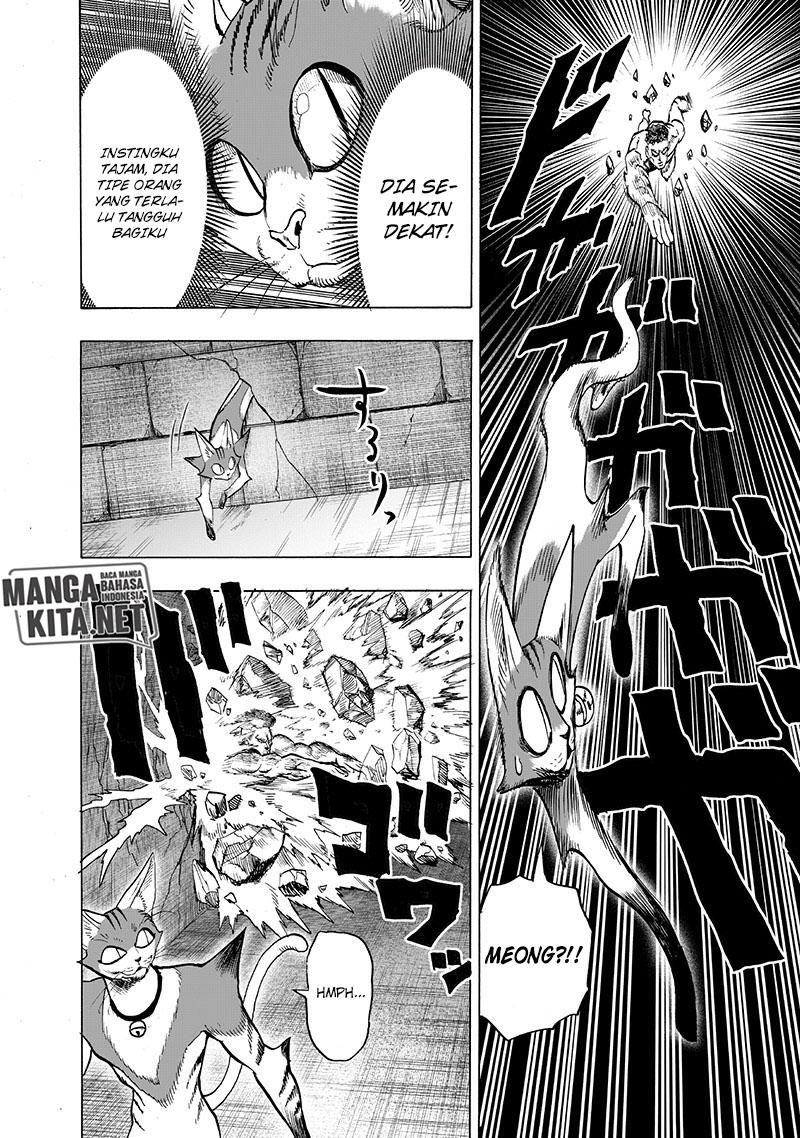 ドガガガガガ
MEONG?!!
DIA SE-
MAKIN
DEKAT!
INSTINGKU
TAJAM, DIA
TIPE ORANG
YANG TERLA-
LU TANGGUH
BAGIKU
するりっ
MANGA
KITA.NET
BACA MANGA
BAHASA
INDONESIA
ゴワッ
HMPH...